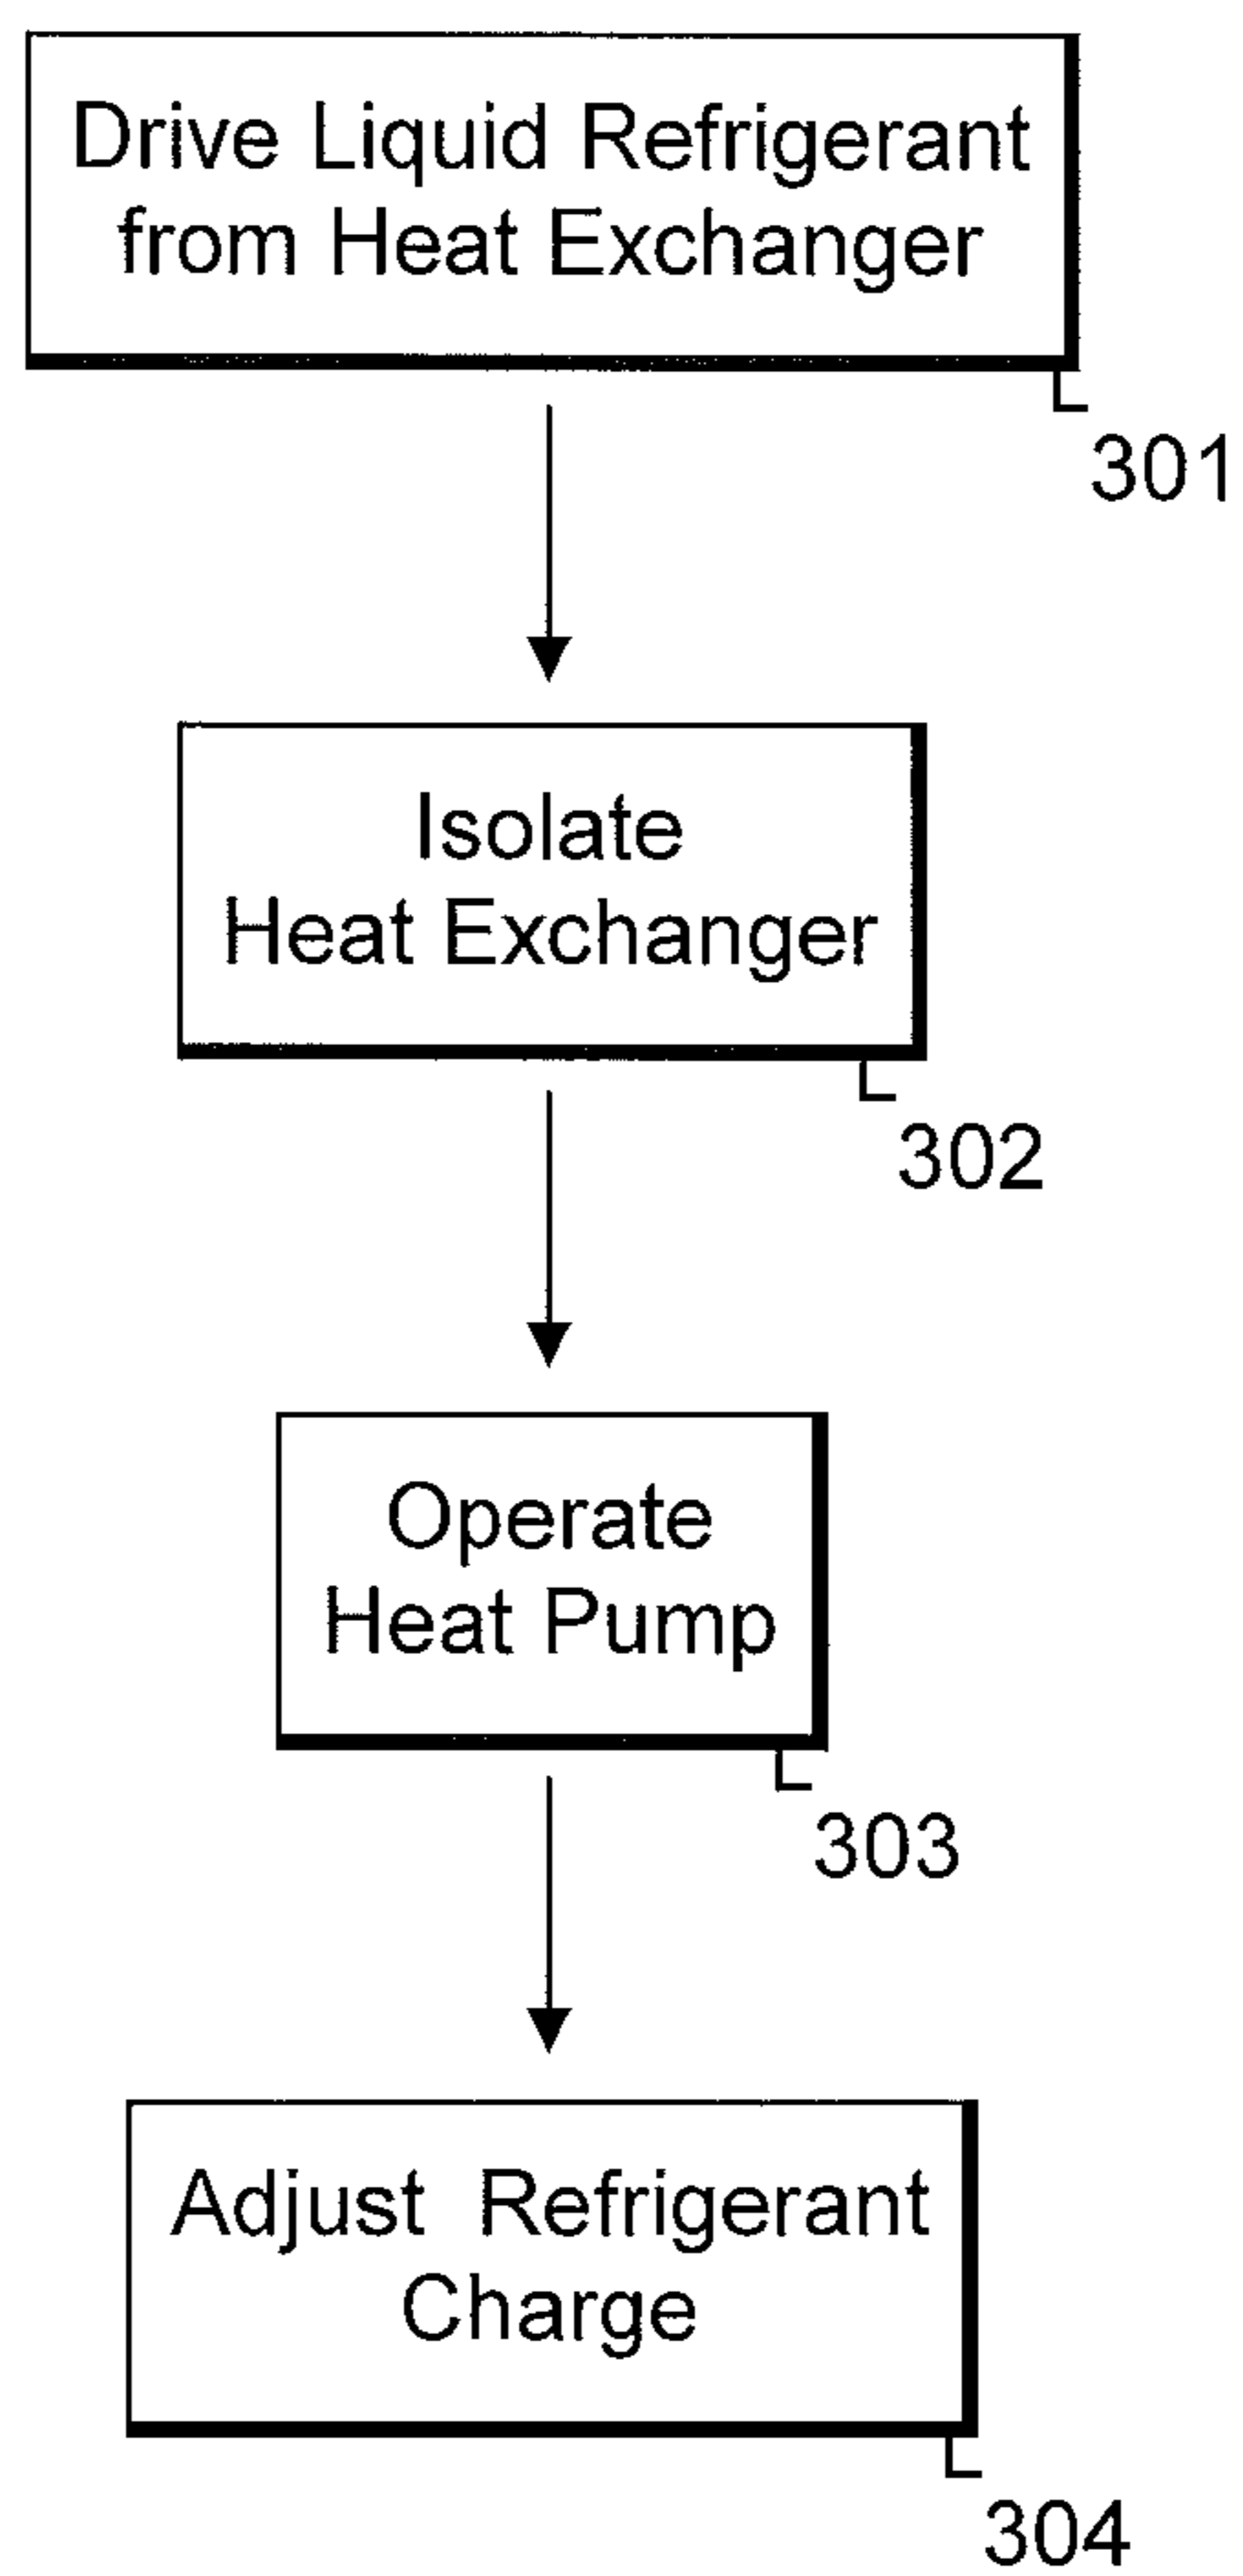 Drive Liquid Refrigerant
from Heat Exchanger
301
Isolate
Heat Exchanger
302
Operate
Heat Pump
303
Adjust Refrigerant
Charge
304